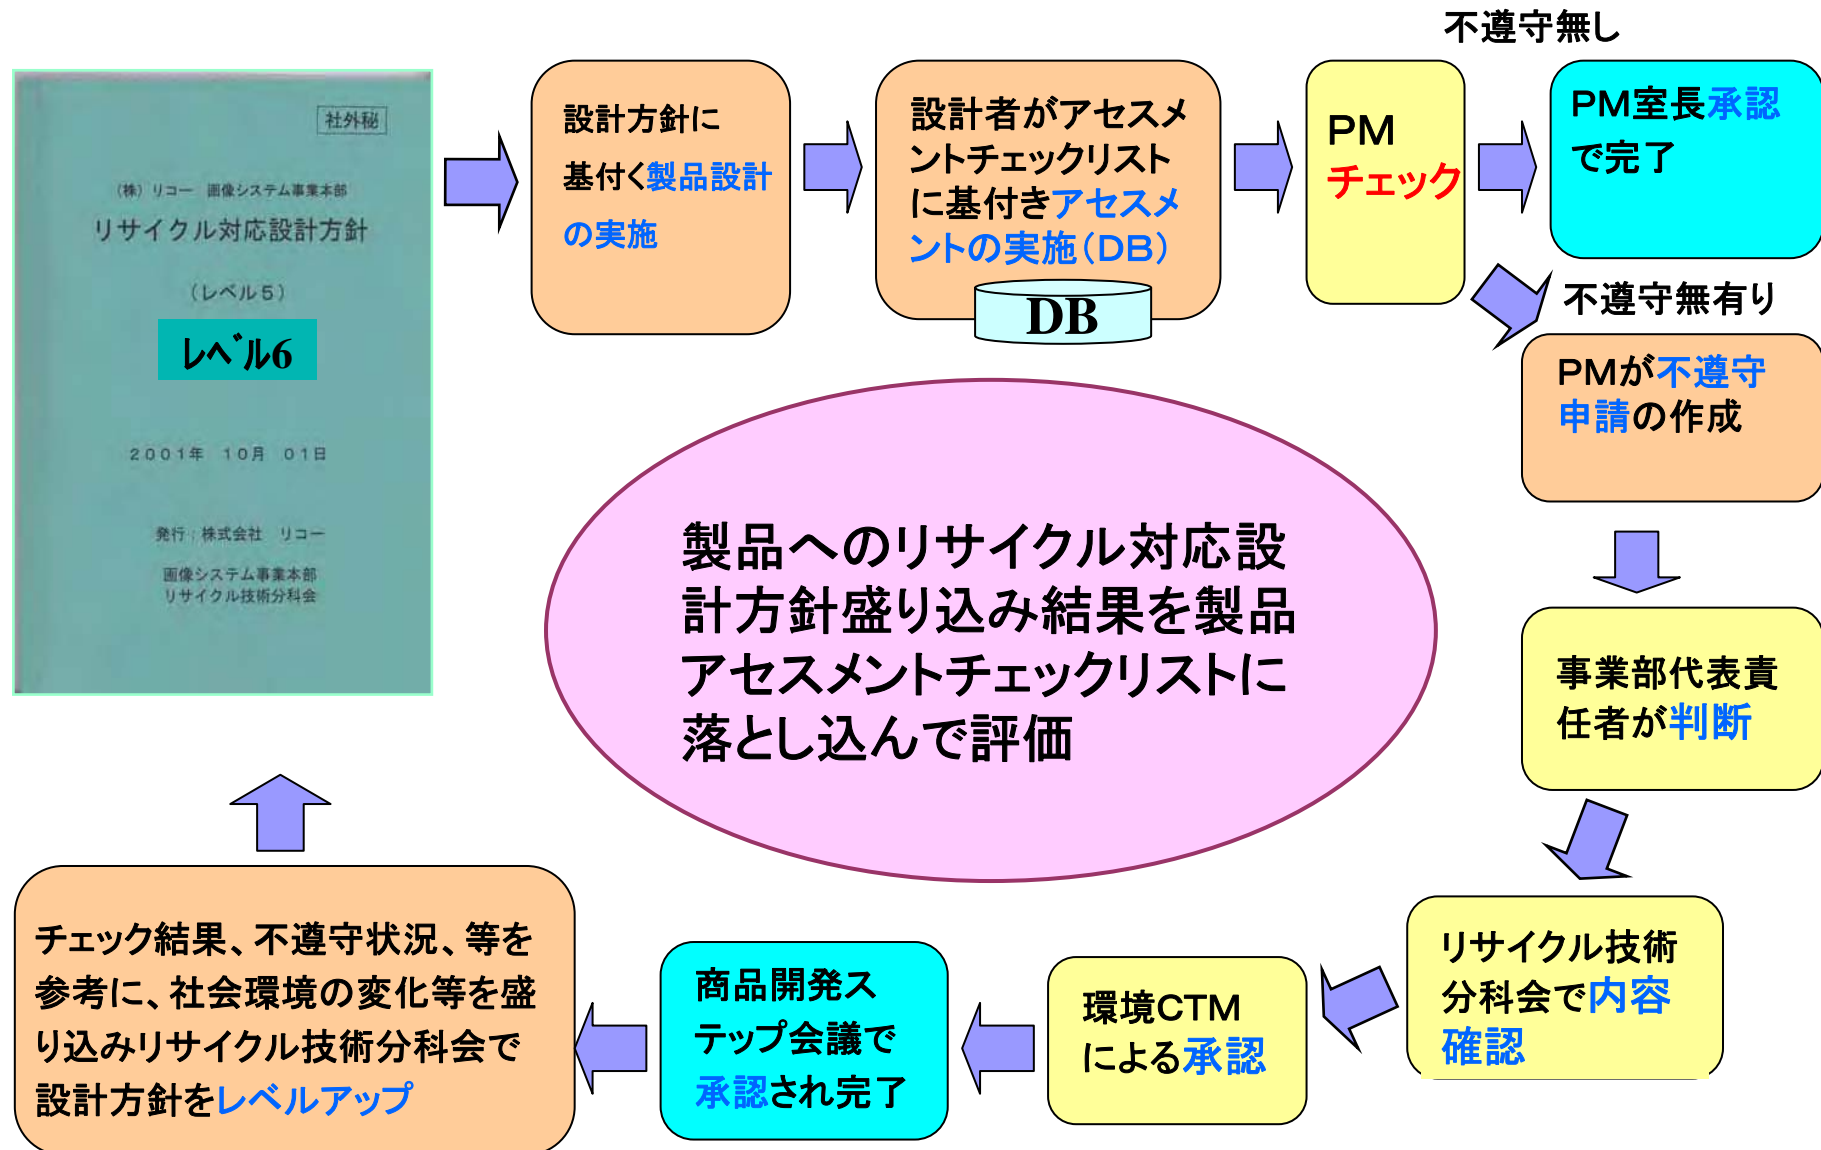 社外秘
(株) リコー 画像システム事業本部
リサイクル対応設計方針
(レベル5)
レベル6
2001年 10月 01日
発行:株式会社 リコー
画像システム事業本部
リサイクル技術分科会
設計方針に
基付く製品設計
の実施
設計者がアセスメ
ントチェックリスト
に基付きアセスメ
ントの実施(DB)
DB
PM
チェック
不遵守無し
PM室長承認
で完了
不遵守無有り
PMが不遵守
申請の作成
事業部代表責
任者が判断
リサイクル技術
分科会で内容
確認
環境CTM
による承認
商品開発ス
テップ会議で
承認され完了
チェック結果、不遵守状況、等を
参考に、社会環境の変化等を盛
り込みリサイクル技術分科会で
設計方針をレベルアップ
製品へのリサイクル対応設
計方針盛り込み結果を製品
アセスメントチェックリストに
落とし込んで評価